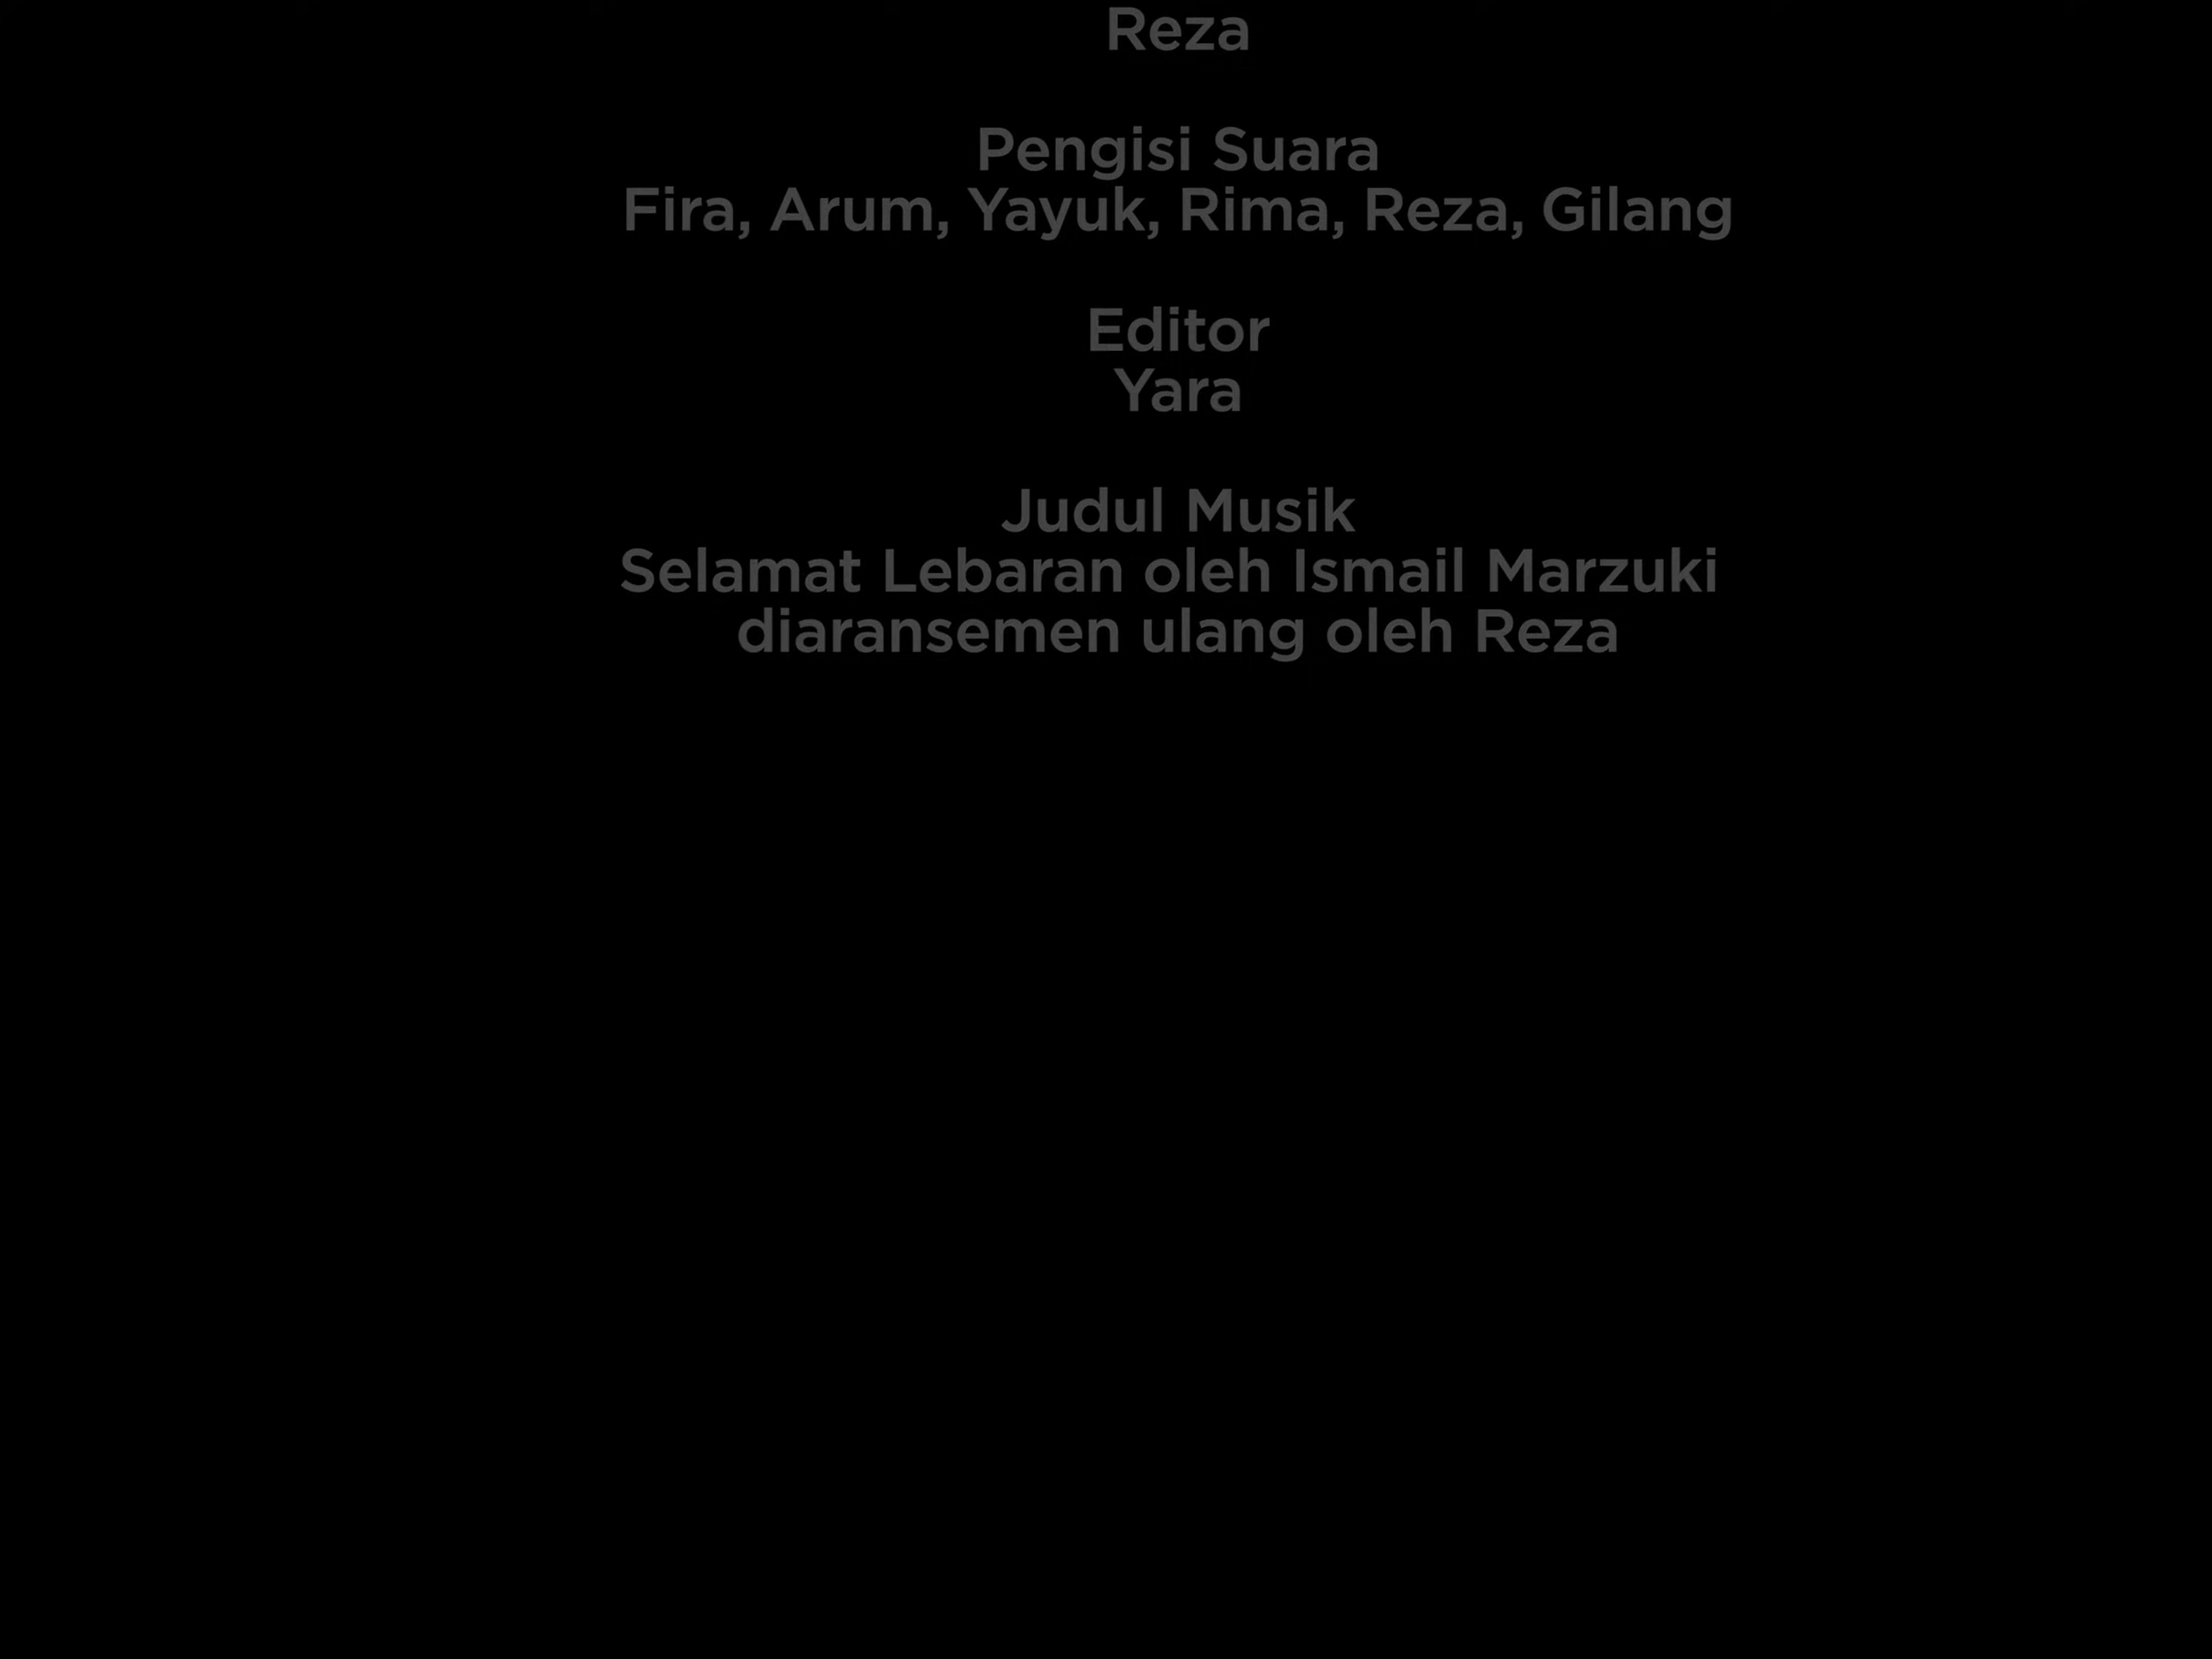 Reza
Pengisi Suara
Fira, Arum, Yayuk, Rima, Reza, Gilang
Editor
Yara
Judul Musik
Selamat Lebaran oleh Ismail Marzuki
diaransemen ulang oleh Reza